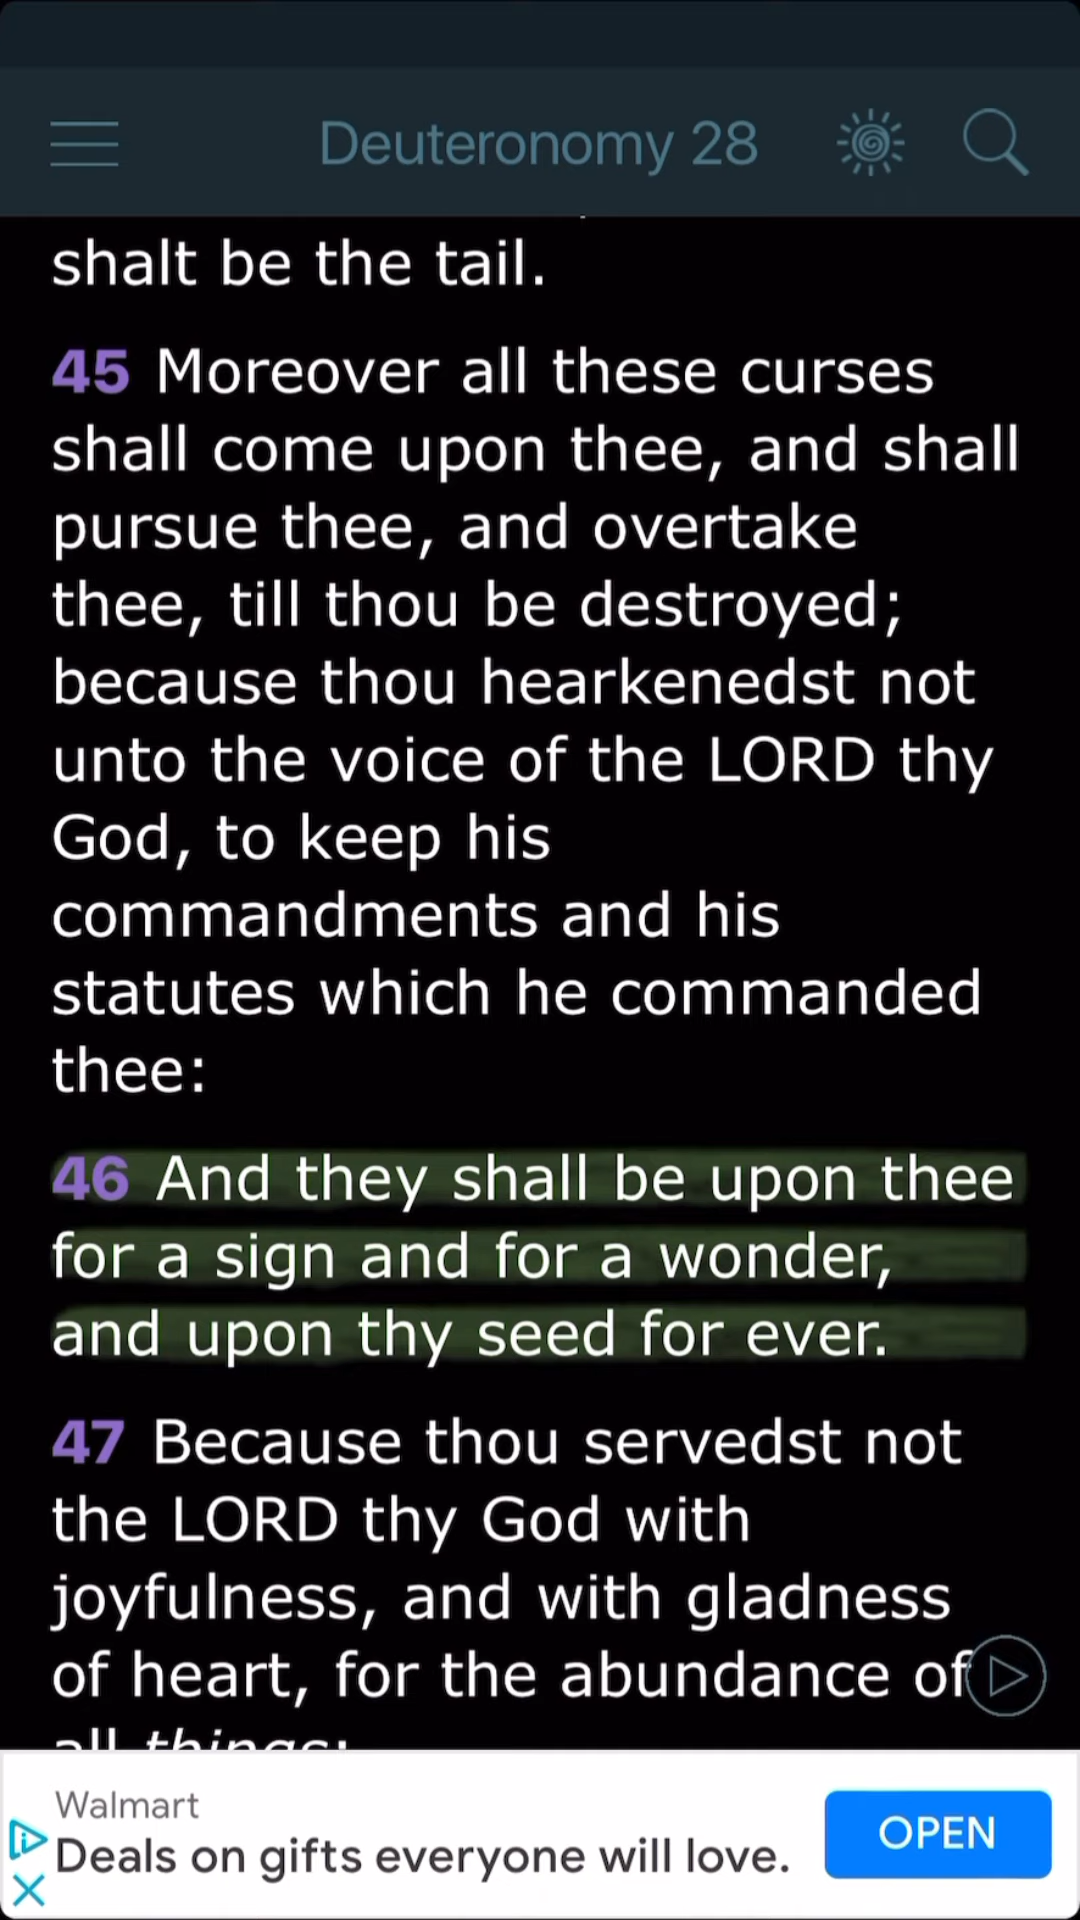 Deuteronomy 28
shalt be the tail.
45 Moreover all these curses
shall come upon thee, and shall
pursue thee, and overtake
thee, till thou be destroyed;
because thou hearkenedst not
unto the voice of the LORD thy
God, to keep his
commandments and his
statutes which he commanded
thee:
46 And they shall be upon thee
for a sign and for a wonder,
and upon thy seed for ever.
47 Because thou servedst not
the LORD thy God with
joyfulness, and with gladness
of heart, for the abundance of
all things;
Walmart
Deals on gifts everyone will love.
OPEN